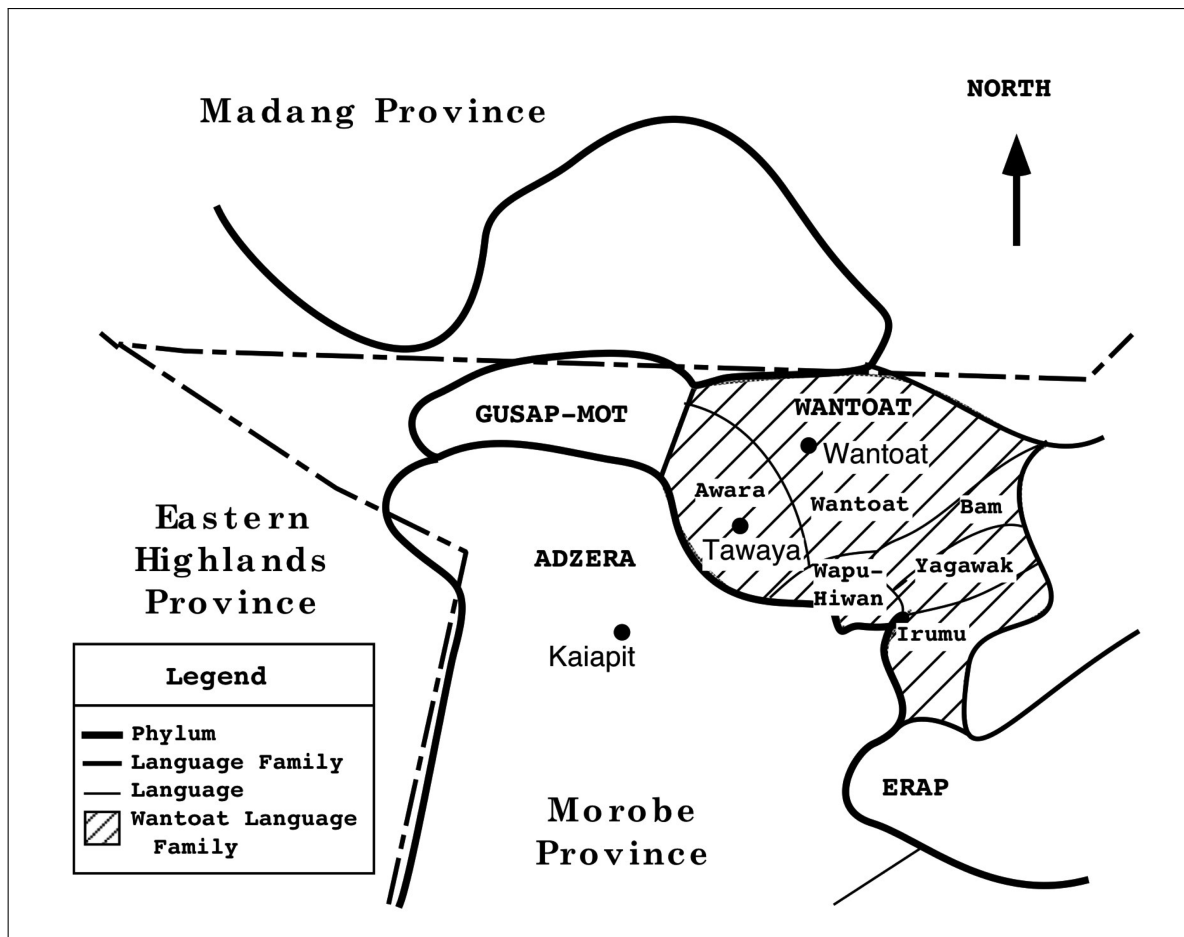 NORTH
Madang Province
GUSAP-MOT
WANTOAT
Wantoat
Awara
Wantoat
Bam
Tawaya
Eastern
Highlands
Province
ADZERA
Wapu-
Hiwan
Yagawak
Irumu
Kaiapit
Legend
Phylum
Language Family
Language
Wantoat Language
Family
Morobe
Province
ERAP